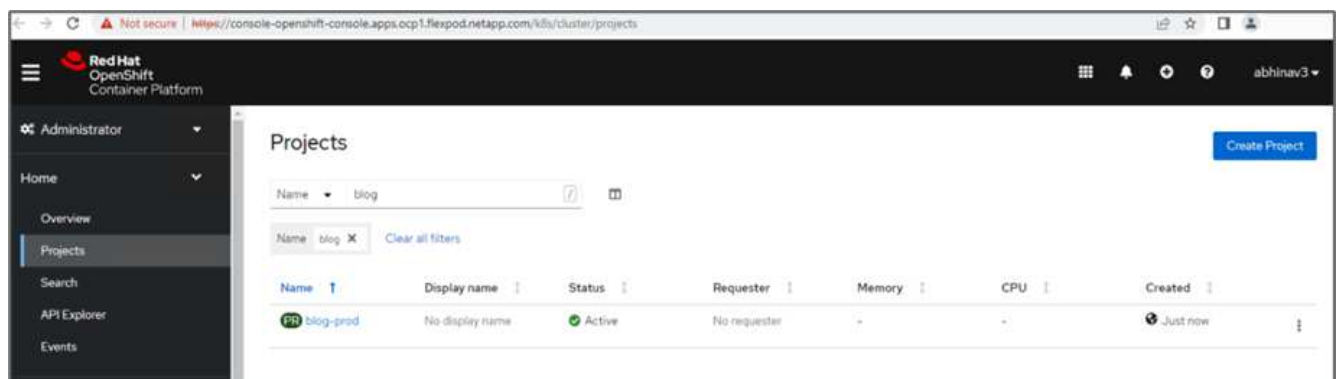 Not secure | https://console-openshift-console.apps.ocp1.flexpod.netapp.com/k8s/cluster/projects
Red Hat
OpenShift
Container Platform
abhinav3
Administrator
Home
Overview
Projects
Search
API Explorer
Events
Projects
Create Project
Name blog /
Name blog X Clear all filters
Name Display name Status Requester Memory CPU Created
PR blog-prod No display name Active No requester - - Just now